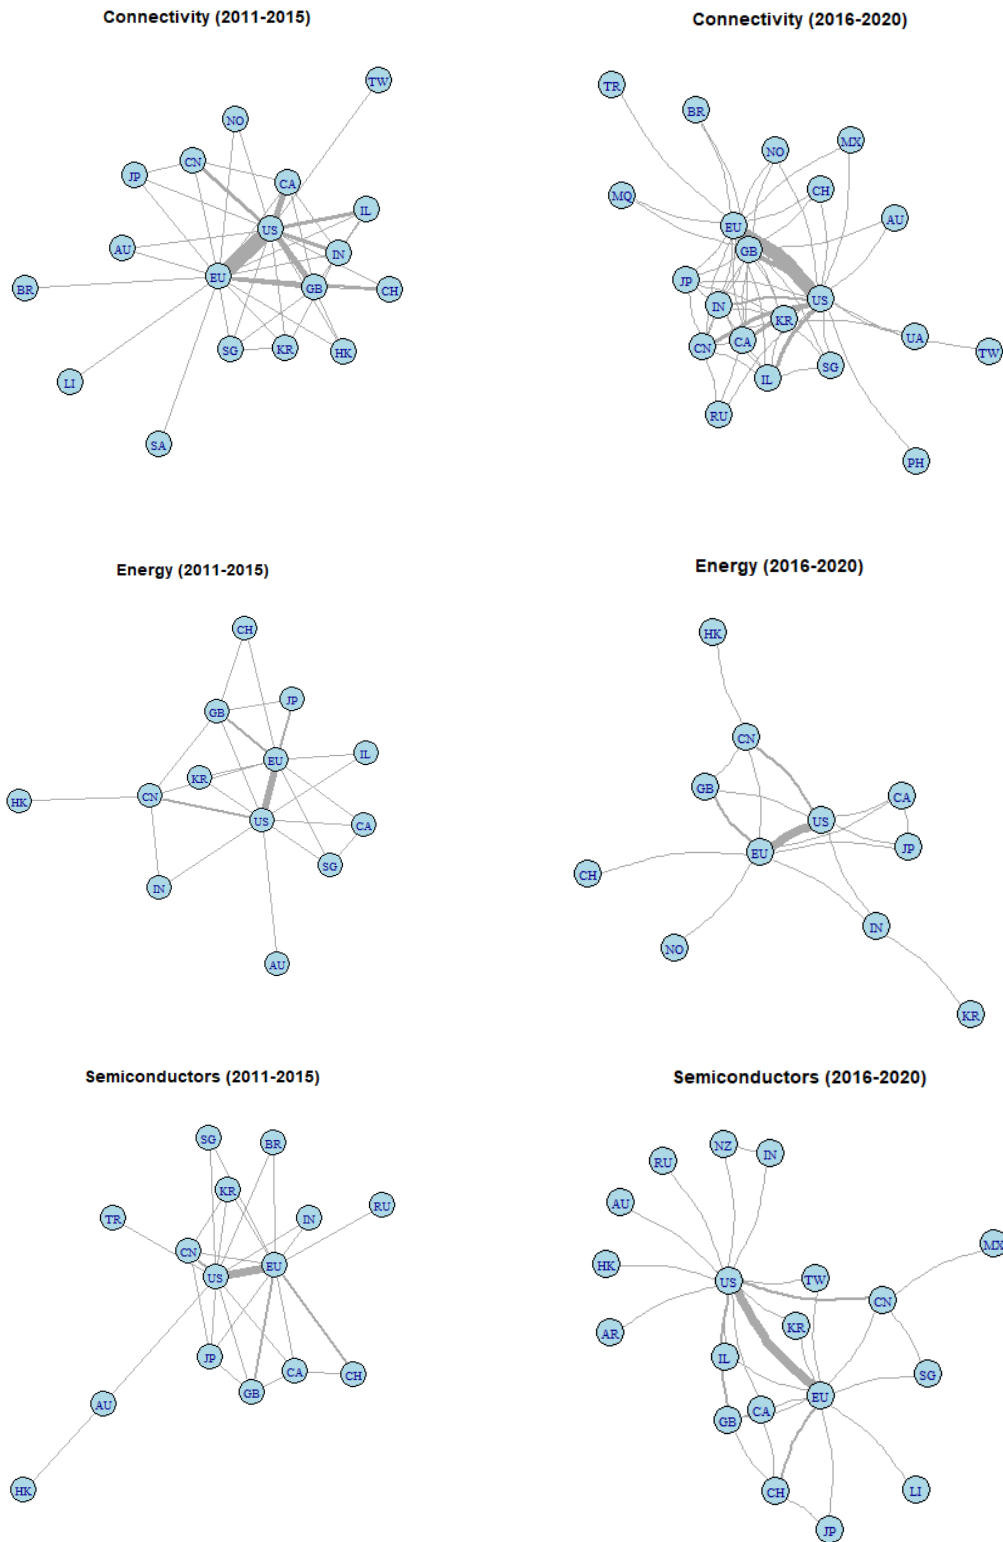 Connectivity (2011-2015)
TW
NO
CN
JP
CA
IL
US
AU
IN
EU
BR
GB
CH
SG
KR
HK
LI
SA
Connectivity (2016-2020)
TR
BR
NO
MX
CH
MQ
AU
EU
GB
JP
US
IN
KR
CN
CA
UA
TW
IL
SG
RU
PH
Energy (2011-2015)
CH
JP
GB
IL
EU
KR
CN
HK
US
CA
SG
IN
AU
Energy (2016-2020)
HK
CN
GB
CA
US
JP
EU
CH
IN
NO
KR
Semiconductors (2011-2015)
SG
BR
KR
RU
TR
IN
CN
EU
US
JP
CA
CH
GB
AU
HK
Semiconductors (2016-2020)
NZ
IN
RU
AU
MX
HK
US
TW
CN
KR
AR
IL
SG
EU
CA
GB
CH
LI
JP